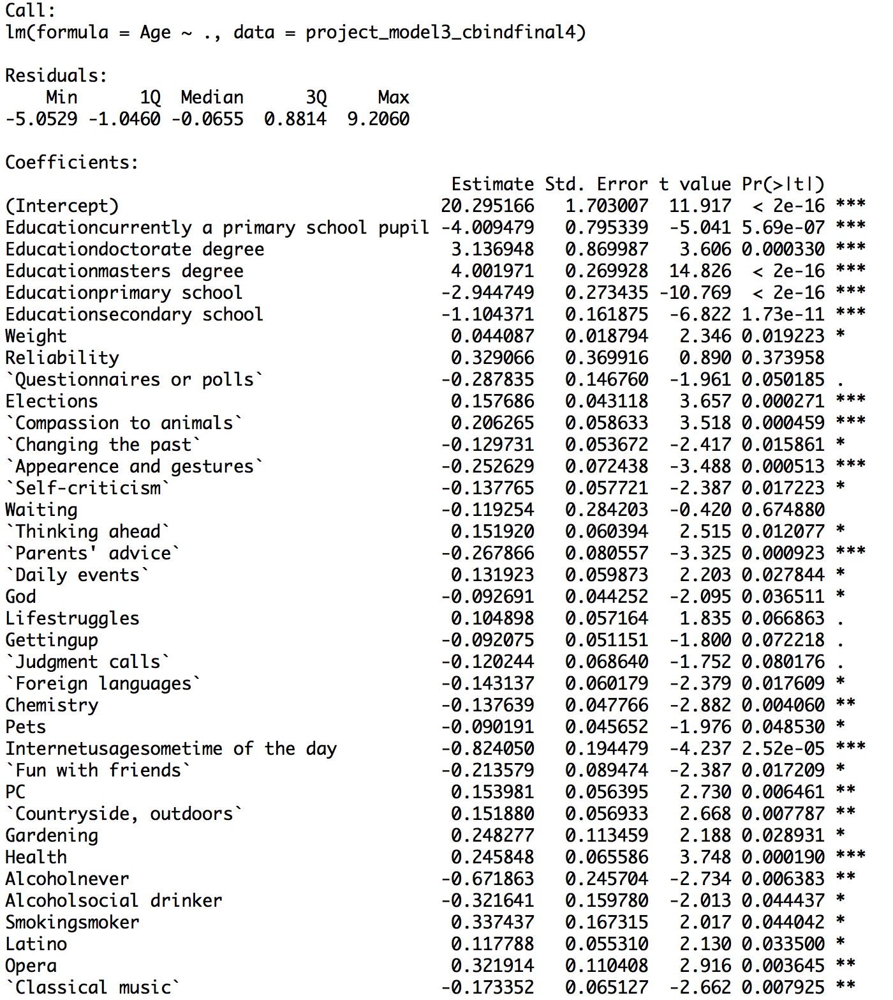 Call:
lm(formula = Age ~ ., data = project_model3_cbindfinal4)
Residuals:
Min 1Q Median 3Q Max
-5.0529 -1.0460 -0.0655 0.8814 9.2060
Coefficients:
Estimate Std. Error t value Pr(>|t|)
(Intercept) 20.295166 1.703007 11.917 < 2e-16 ***
Educationcurrently a primary school pupil -4.009479 0.795339 -5.041 5.69e-07 ***
Educationdoctorate degree 3.136948 0.869987 3.606 0.000330 ***
Educationmasters degree 4.001971 0.269928 14.826 < 2e-16 ***
Educationprimary school -2.944749 0.273435 -10.769 < 2e-16 ***
Educationsecondary school -1.104371 0.161875 -6.822 1.73e-11 ***
Weight 0.044087 0.018794 2.346 0.019223 *
Reliability 0.329066 0.369916 0.890 0.373958
`Questionnaires or polls` -0.287835 0.146760 -1.961 0.050185 .
Elections 0.157686 0.043118 3.657 0.000271 ***
`Compassion to animals` 0.206265 0.058633 3.518 0.000459 ***
`Changing the past` -0.129731 0.053672 -2.417 0.015861 *
`Appearence and gestures` -0.252629 0.072438 -3.488 0.000513 ***
`Self-criticism` -0.137765 0.057721 -2.387 0.017223 *
Waiting -0.119254 0.284203 -0.420 0.674880
`Thinking ahead` 0.151920 0.060394 2.515 0.012077 *
`Parents' advice` -0.267866 0.080557 -3.325 0.000923 ***
`Daily events` 0.131923 0.059873 2.203 0.027844 *
God -0.092691 0.044252 -2.095 0.036511 *
Lifestruggles 0.104898 0.057164 1.835 0.066863 .
Gettingup -0.092075 0.051151 -1.800 0.072218 .
`Judgment calls` -0.120244 0.068640 -1.752 0.080176 .
`Foreign languages` -0.143137 0.060179 -2.379 0.017609 *
Chemistry -0.137639 0.047766 -2.882 0.004060 **
Pets -0.090191 0.045652 -1.976 0.048530 *
Internetusagesometime of the day -0.824050 0.194479 -4.237 2.52e-05 ***
`Fun with friends` -0.213579 0.089474 -2.387 0.017209 *
PC 0.153981 0.056395 2.730 0.006461 **
`Countryside, outdoors` 0.151880 0.056933 2.668 0.007787 **
Gardening 0.248277 0.113459 2.188 0.028931 *
Health 0.245848 0.065586 3.748 0.000190 ***
Alcoholnever -0.671863 0.245704 -2.734 0.006383 **
Alcoholsocial drinker -0.321641 0.159780 -2.013 0.044437 *
Smokingsmoker 0.337437 0.167315 2.017 0.044042 *
Latino 0.117788 0.055310 2.130 0.033500 *
Opera 0.321914 0.110408 2.916 0.003645 **
`Classical music` -0.173352 0.065127 -2.662 0.007925 **